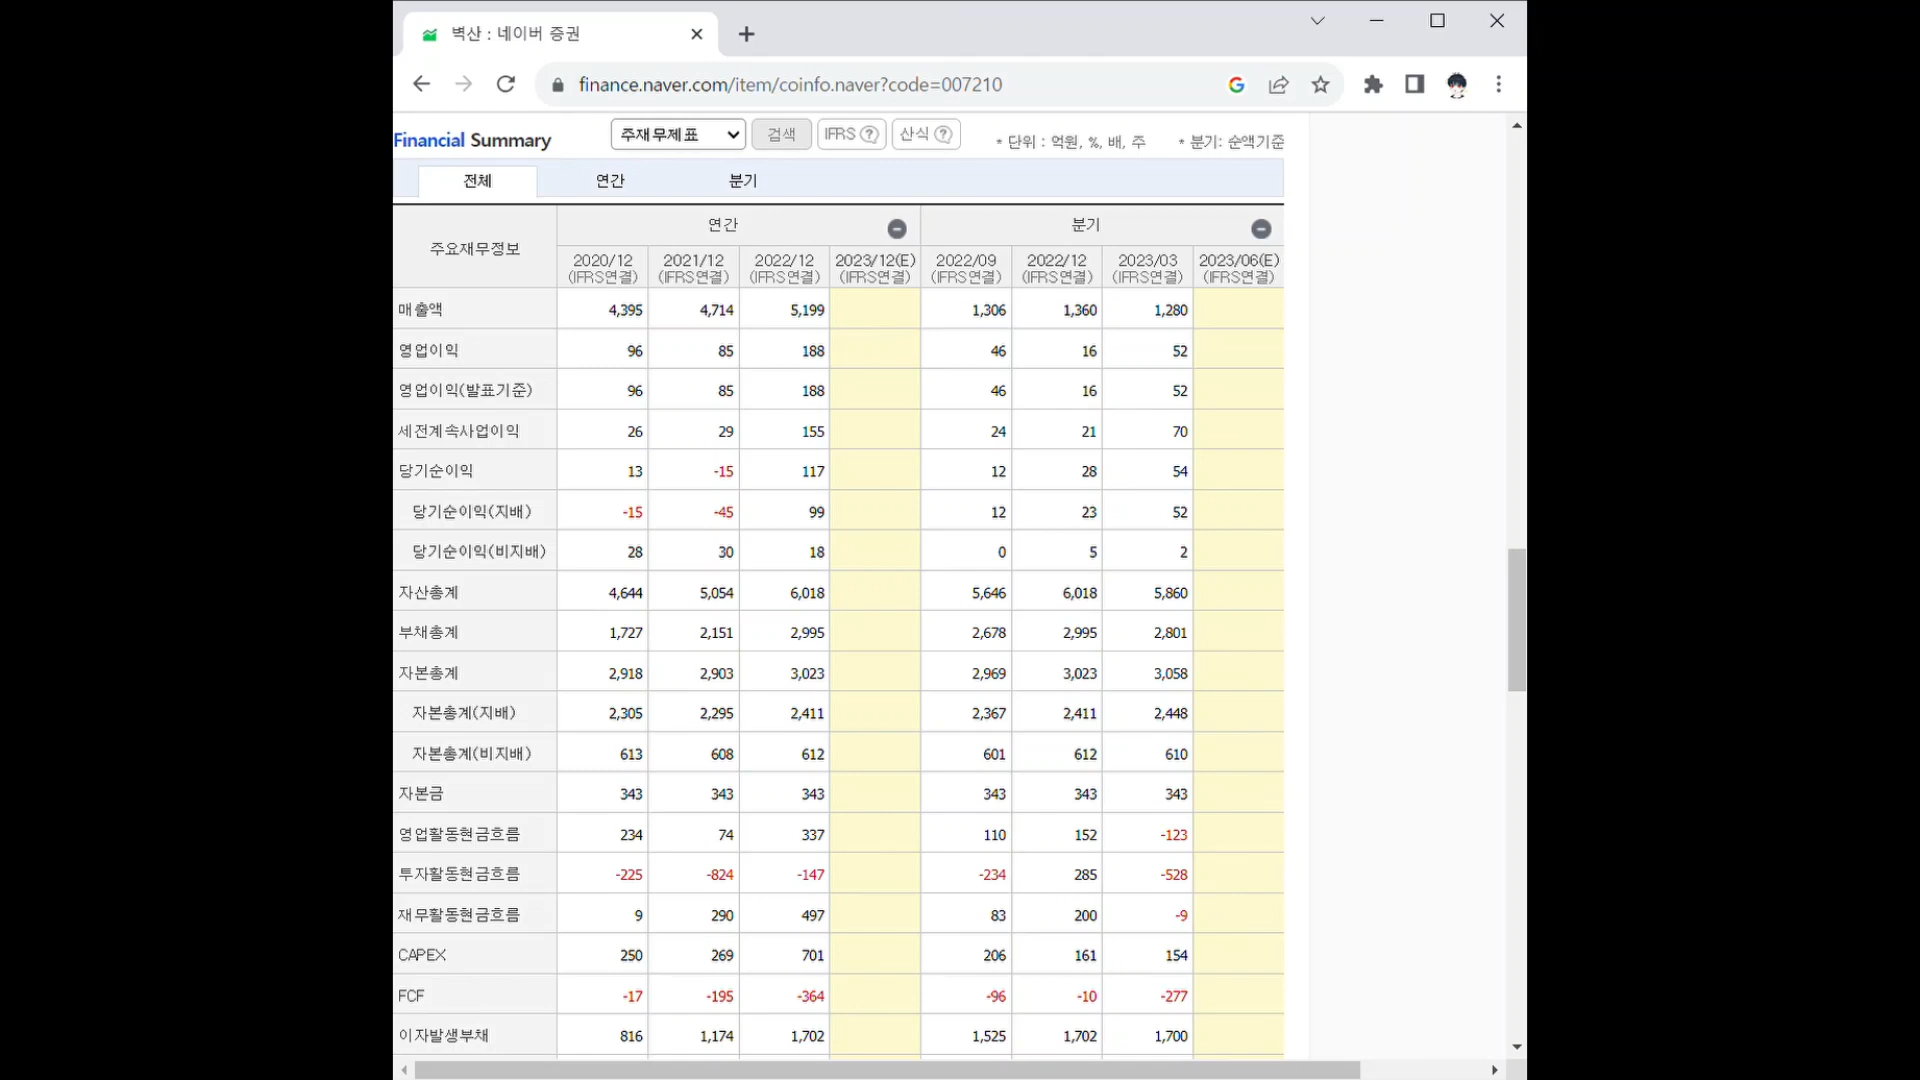 벽산 : 네이버 증권
finance.naver.com/item/coinfo.naver?code=007210
Financial Summary 주재무제표 검색 IFRS ? 산식 ? * 단위 : 억원, %, 배, 주 * 분기: 순액기준
전체 연간 분기
주요재무정보 연간 분기
2020/12 2021/12 2022/12 2023/12(E) 2022/09 2022/12 2023/03 2023/06(E)
(IFRS연결) (IFRS연결) (IFRS연결) (IFRS연결) (IFRS연결) (IFRS연결) (IFRS연결) (IFRS연결)
매출액 4,395 4,714 5,199 1,306 1,360 1,280
영업이익 96 85 188 46 16 52
영업이익(발표기준) 96 85 188 46 16 52
세전계속사업이익 26 29 155 24 21 70
당기순이익 13 -15 117 12 28 54
당기순이익(지배) -15 -45 99 12 23 52
당기순이익(비지배) 28 30 18 0 5 2
자산총계 4,644 5,054 6,018 5,646 6,018 5,860
부채총계 1,727 2,151 2,995 2,678 2,995 2,801
자본총계 2,918 2,903 3,023 2,969 3,023 3,058
자본총계(지배) 2,305 2,295 2,411 2,367 2,411 2,448
자본총계(비지배) 613 608 612 601 612 610
자본금 343 343 343 343 343 343
영업활동현금흐름 234 74 337 110 152 -123
투자활동현금흐름 -225 -824 -147 -234 285 -528
재무활동현금흐름 9 290 497 83 200 -9
CAPEX 250 269 701 206 161 154
FCF -17 -195 -364 -96 -10 -277
이자발생부채 816 1,174 1,702 1,525 1,702 1,700